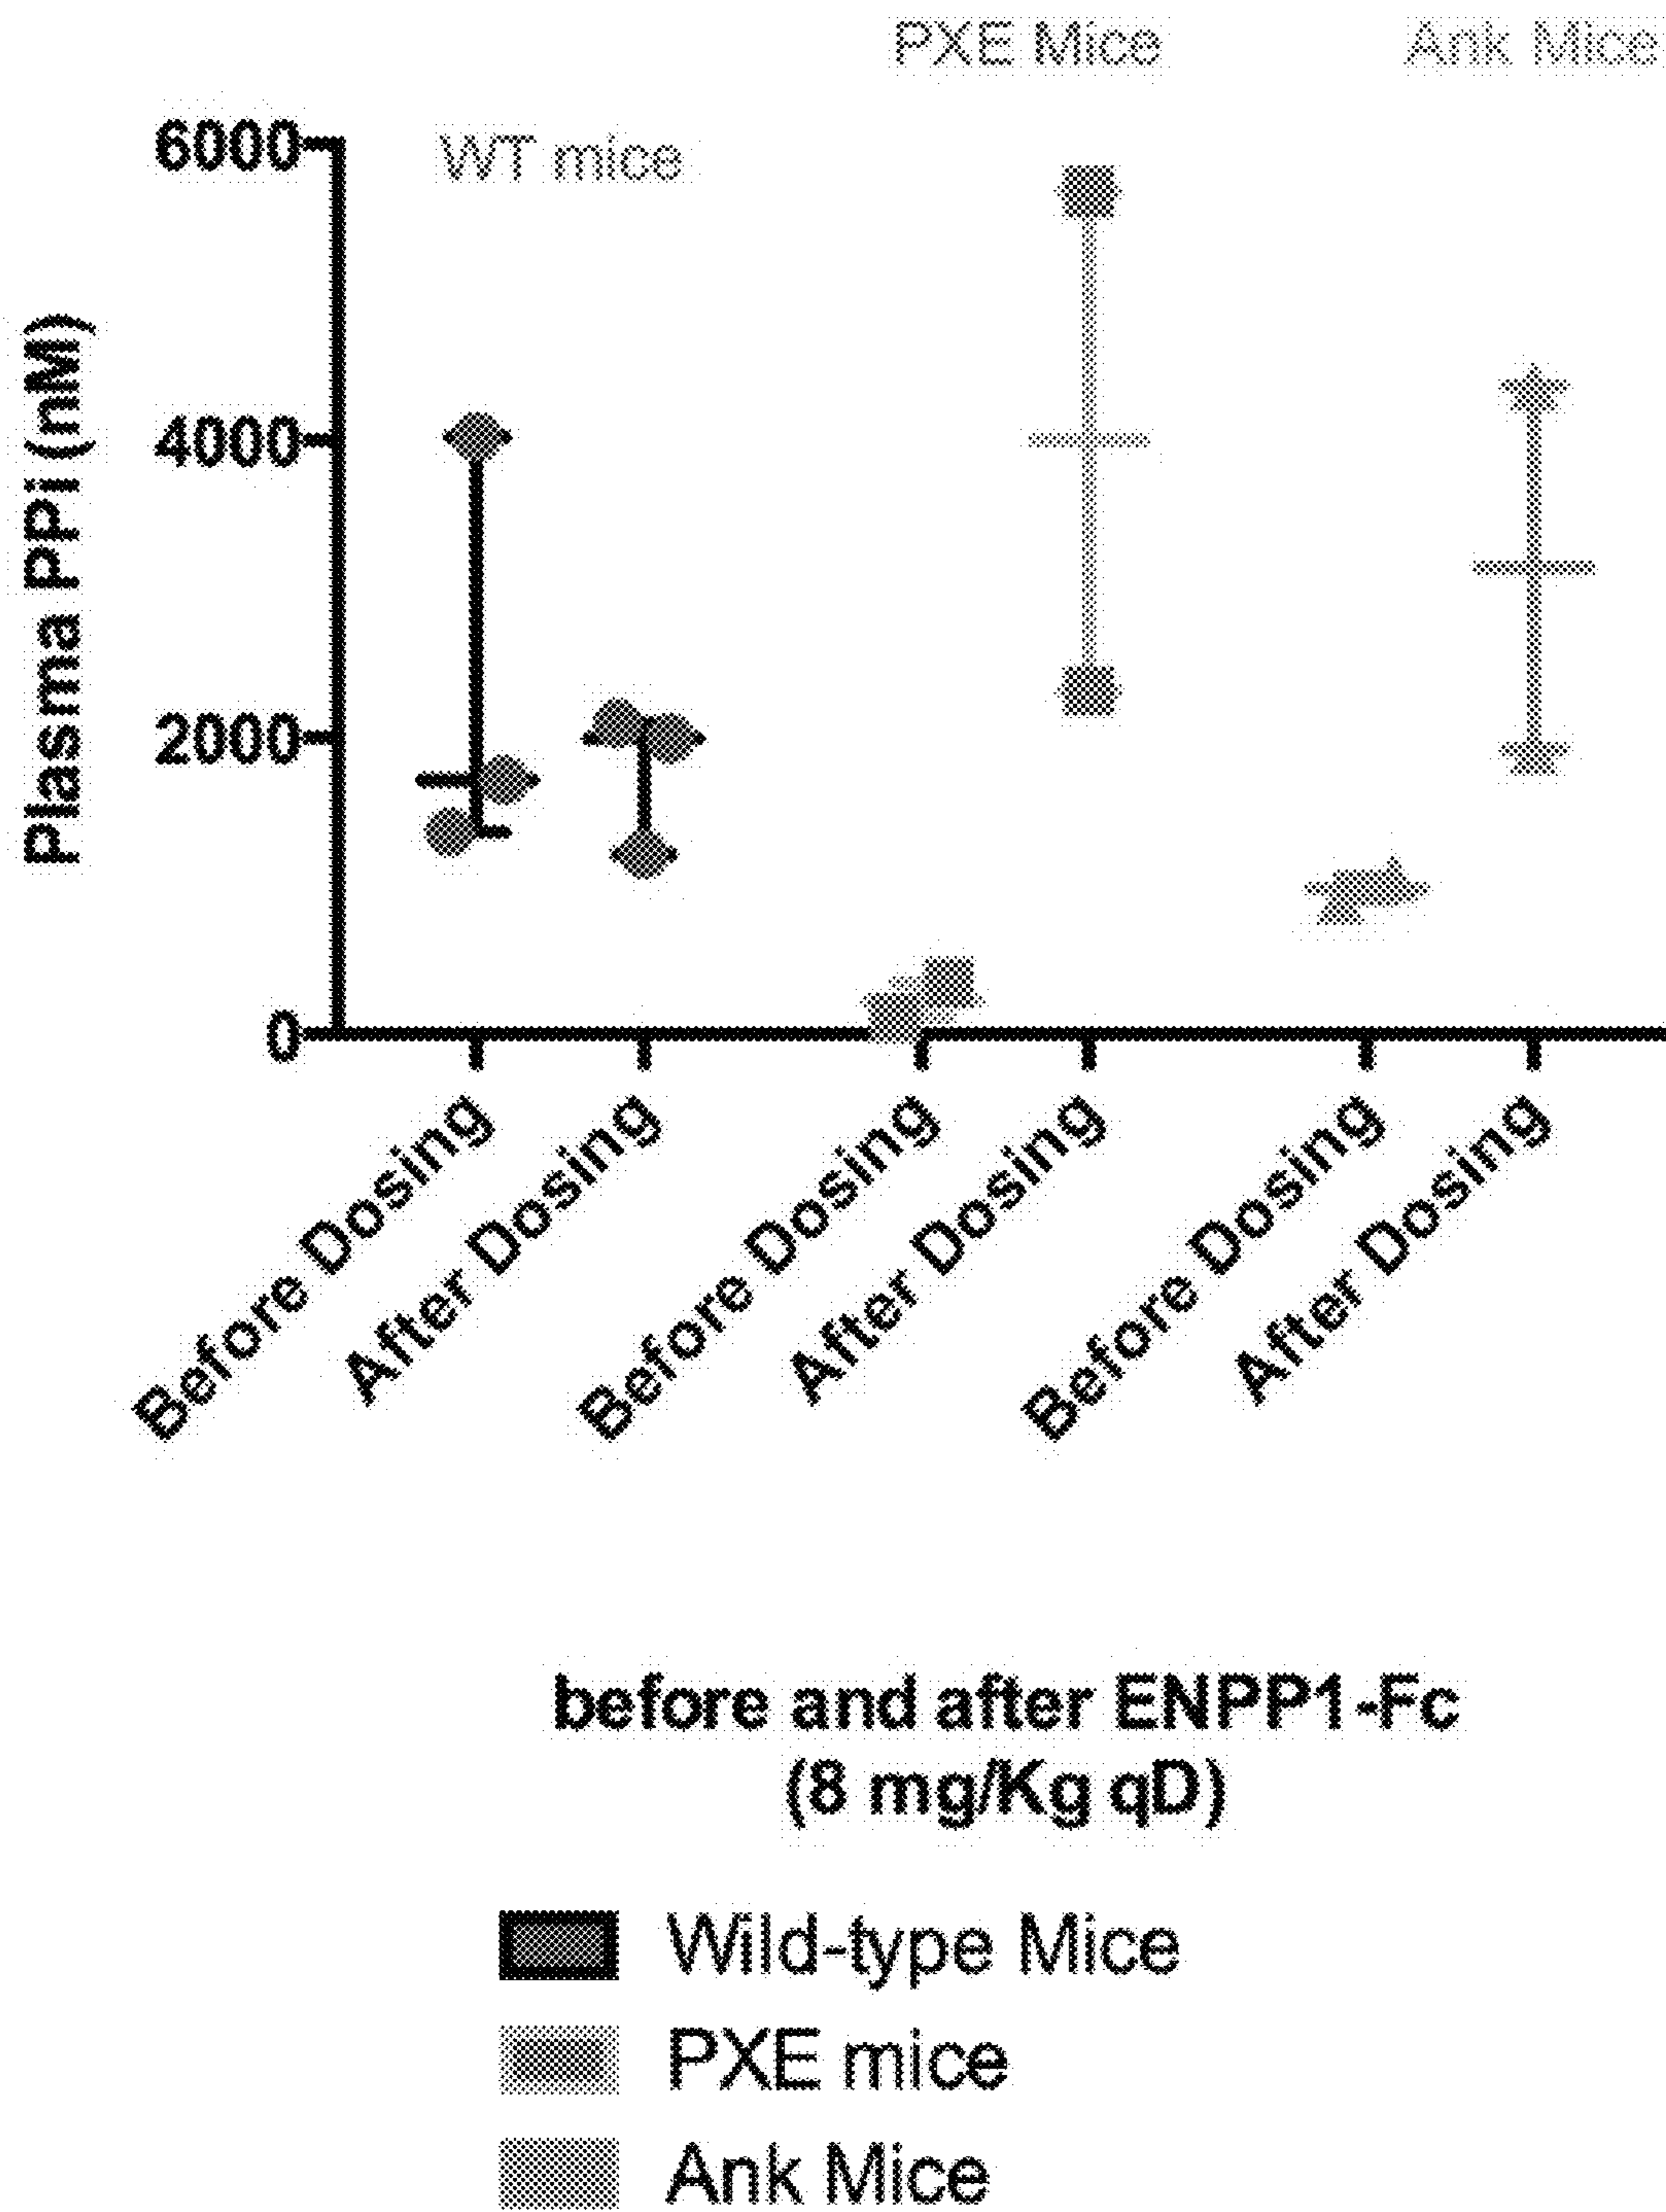 PXE Mice
Ank Mice
WT mice
6000
4000
2000
0
Plasma PPi (nM)
Before Dosing
After Dosing
Before Dosing
After Dosing
Before Dosing
After Dosing
before and after ENPP1-Fc
(8 mg/Kg qD)
Wild-type Mice
PXE mice
Ank Mice